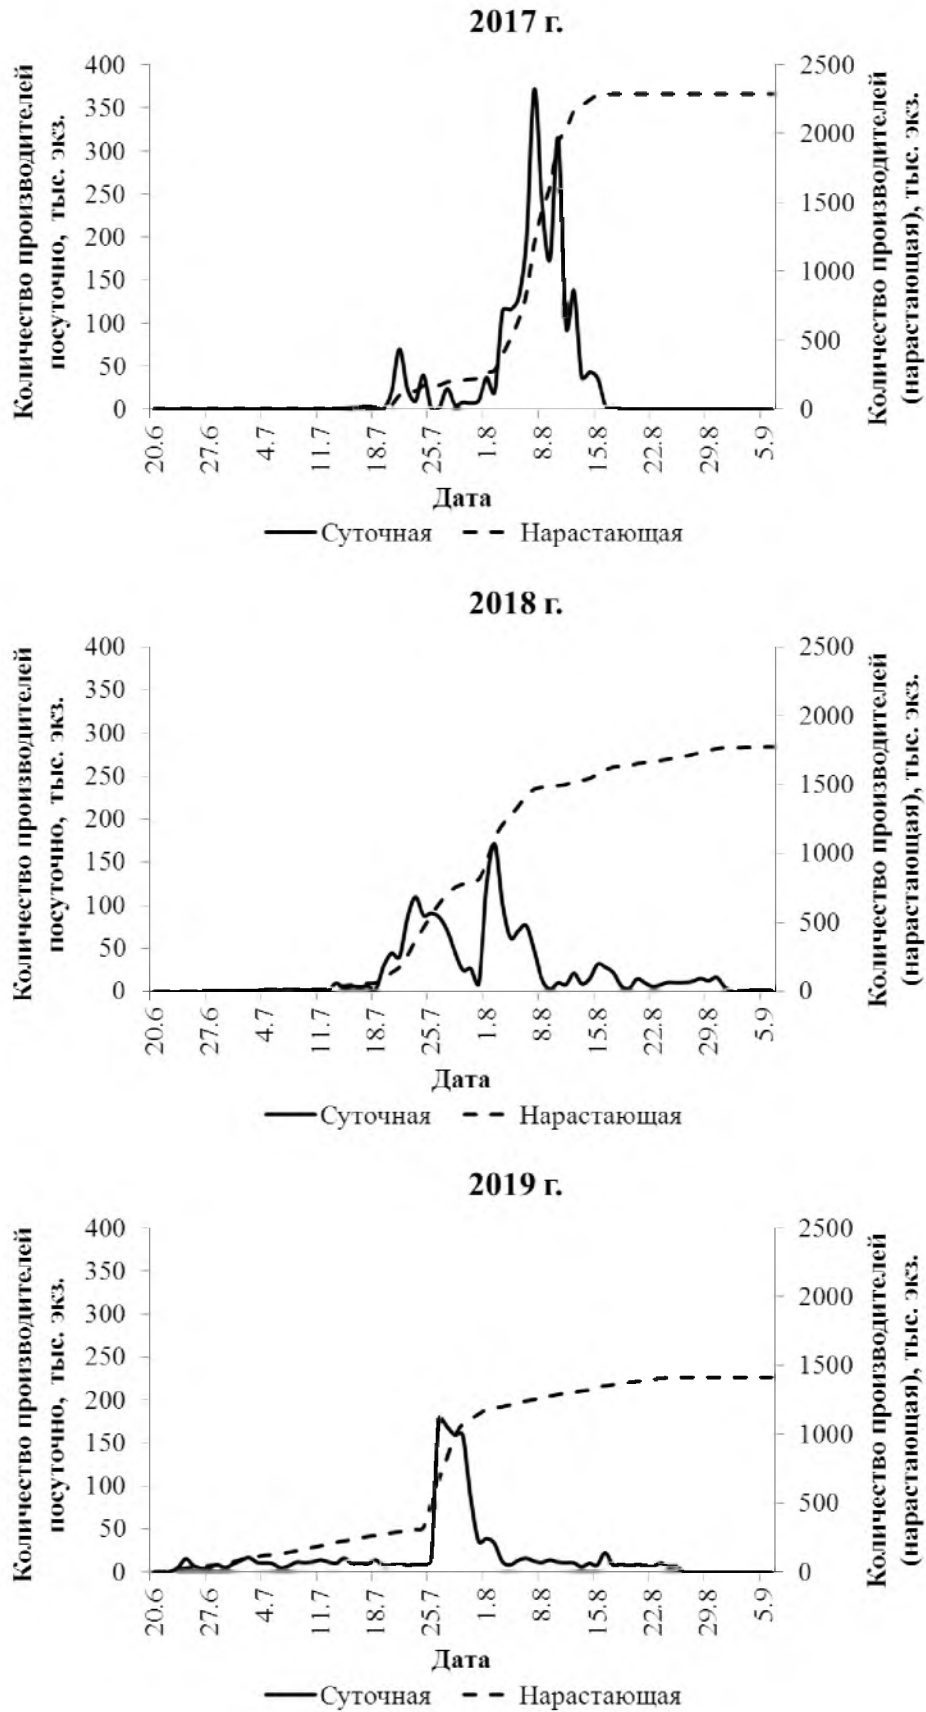 2017 г.
Количество производителей
посуточно, тыс. экз.
400
350
300
250
200
150
100
50
0
2500
2000
1500
1000
500
0
Количество производителей
(нарастающая), тыс. экз.
20.6 27.6 4.7 11.7 18.7 25.7 1.8 8.8 15.8 22.8 29.8 5.9
Дата
Суточная Нарастающая
2018 г.
Количество производителей
посуточно, тыс. экз.
400
350
300
250
200
150
100
50
0
2500
2000
1500
1000
500
0
Количество производителей
(нарастающая), тыс. экз.
20.6 27.6 4.7 11.7 18.7 25.7 1.8 8.8 15.8 22.8 29.8 5.9
Дата
Суточная Нарастающая
2019 г.
Количество производителей
посуточно, тыс. экз.
400
350
300
250
200
150
100
50
0
2500
2000
1500
1000
500
0
Количество производителей
(нарастающая), тыс. экз.
20.6 27.6 4.7 11.7 18.7 25.7 1.8 8.8 15.8 22.8 29.8 5.9
Дата
Суточная Нарастающая